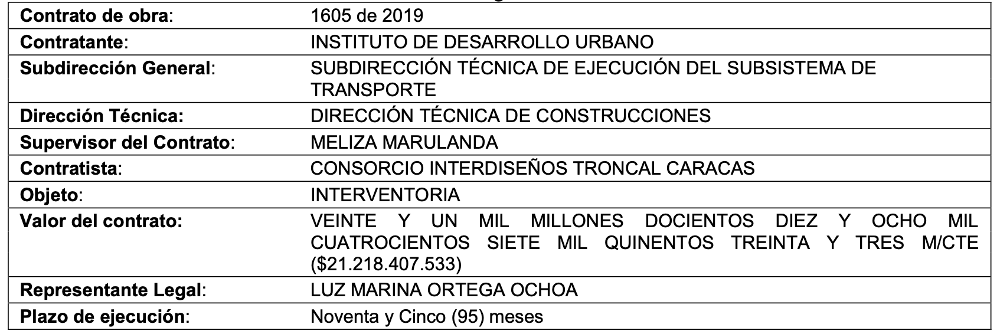 Contrato de obra: 1605 de 2019
Contratante: INSTITUTO DE DESARROLLO URBANO
Subdirección General: SUBDIRECCIÓN TÉCNICA DE EJECUCIÓN DEL SUBSISTEMA DE
TRANSPORTE
Dirección Técnica: DIRECCIÓN TÉCNICA DE CONSTRUCCIONES
Supervisor del Contrato: MELIZA MARULANDA
Contratista: CONSORCIO INTERDISEÑOS TRONCAL CARACAS
Objeto: INTERVENTORIA
Valor del contrato: VEINTE Y UN MIL MILLONES DOCIENTOS DIEZ Y OCHO MIL
CUATROCIENTOS SIETE MIL QUINENTOS TREINTA Y TRES M/CTE
($21.218.407.533)
Representante Legal: LUZ MARINA ORTEGA OCHOA
Plazo de ejecución: Noventa y Cinco (95) meses